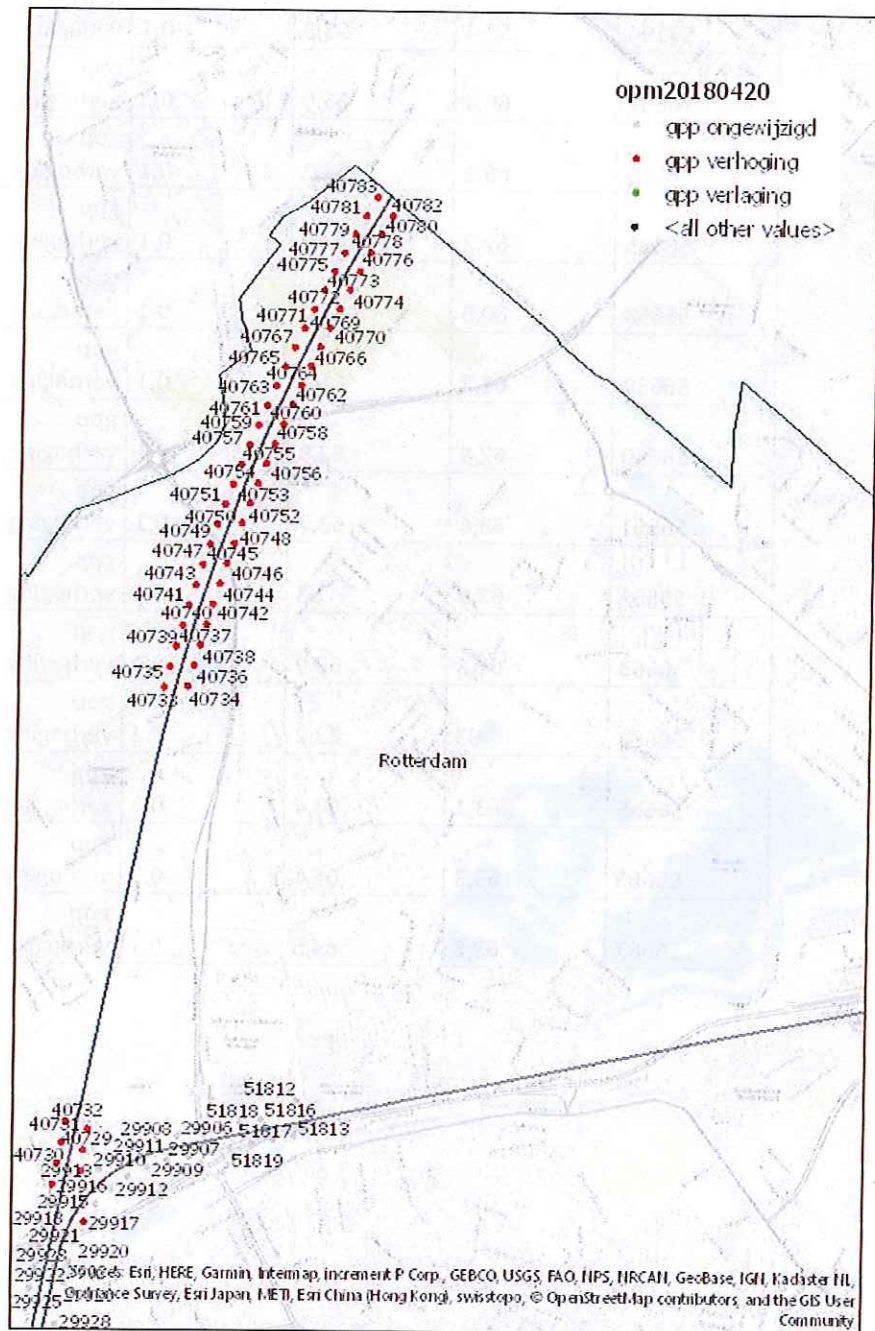 opm20180420
gpp ongewijzigd
gpp verhoging
gpp verlaging
<all other values>
40783
40781 40782
40779 40780
40777 40778
40775 40776
40773
40772 40774
40771 40769
40767 40770
40765 40766
40764
40763 40762
40761 40760
40759 40758
40757 40755
40754 40756
40751 40753
40750 40752
40749 40748
40747 40745
40743 40746
40741 40744
40740 40742
40739 40737
40738
40735 40736
40733 40734
Rotterdam
51812
40732 51818 51816
40731 29908 29906 51817 51813
40729 29911 29907
40730 29910 51819
29913 29909
29916 29912
29915
29918 29917
29921
29920
Sources: Esri, HERE, Garmin, Intermap, increment P Corp., GEBCO, USGS, FAO, NPS, NRCAN, GeoBase, IGN, Kadaster NL,
Ordnance Survey, Esri Japan, METI, Esri China (Hong Kong), swisstopo, © OpenStreetMap contributors, and the GIS User
Community
29925
29928